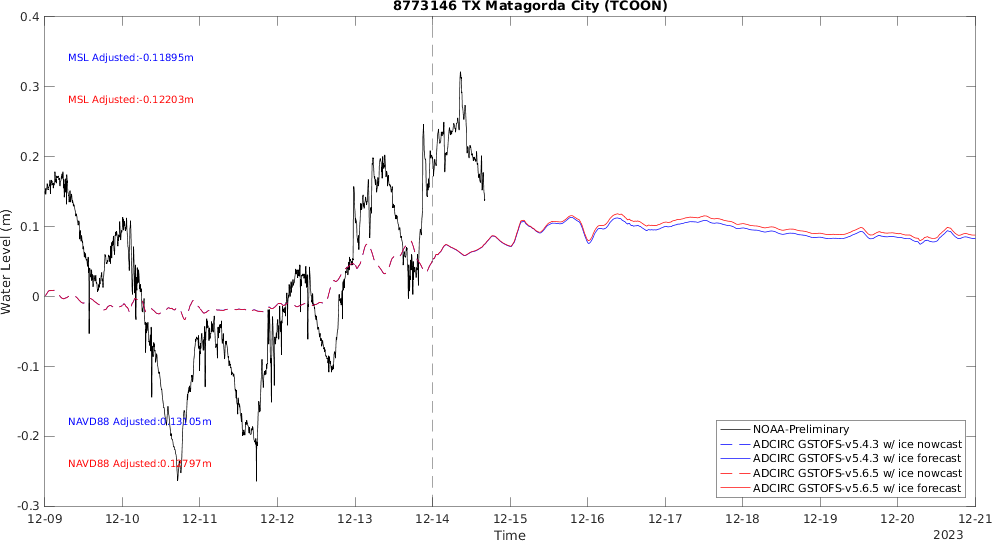 8773146 TX Matagorda City (TCOON)
0.4
0.3
0.2
0.1
0
-0.1
-0.2
-0.3
Water Level (m)
MSL Adjusted:-0.11895m
MSL Adjusted:-0.12203m
NAVD88 Adjusted:0.13105m
NAVD88 Adjusted:0.12797m
NOAA-Preliminary
ADCIRC GSTOFS-v5.4.3 w/ ice nowcast
ADCIRC GSTOFS-v5.4.3 w/ ice forecast
ADCIRC GSTOFS-v5.6.5 w/ ice nowcast
ADCIRC GSTOFS-v5.6.5 w/ ice forecast
12-09 12-10 12-11 12-12 12-13 12-14 12-15 12-16 12-17 12-18 12-19 12-20 12-21
Time
2023